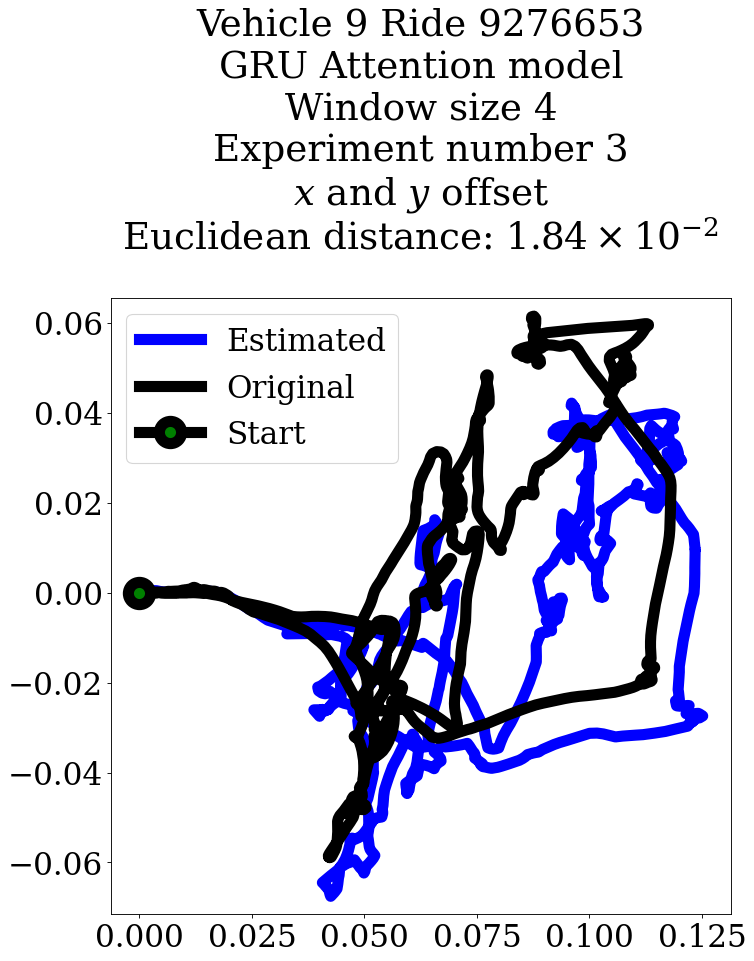 Vehicle 9 Ride 9276653
GRU Attention model
Window size 4
Experiment number 3
x and y offset
Euclidean distance: 1.84 × 10⁻²
Estimated
Original
Start
0.06
0.04
0.02
0.00
−0.02
−0.04
−0.06
0.000 0.025 0.050 0.075 0.100 0.125